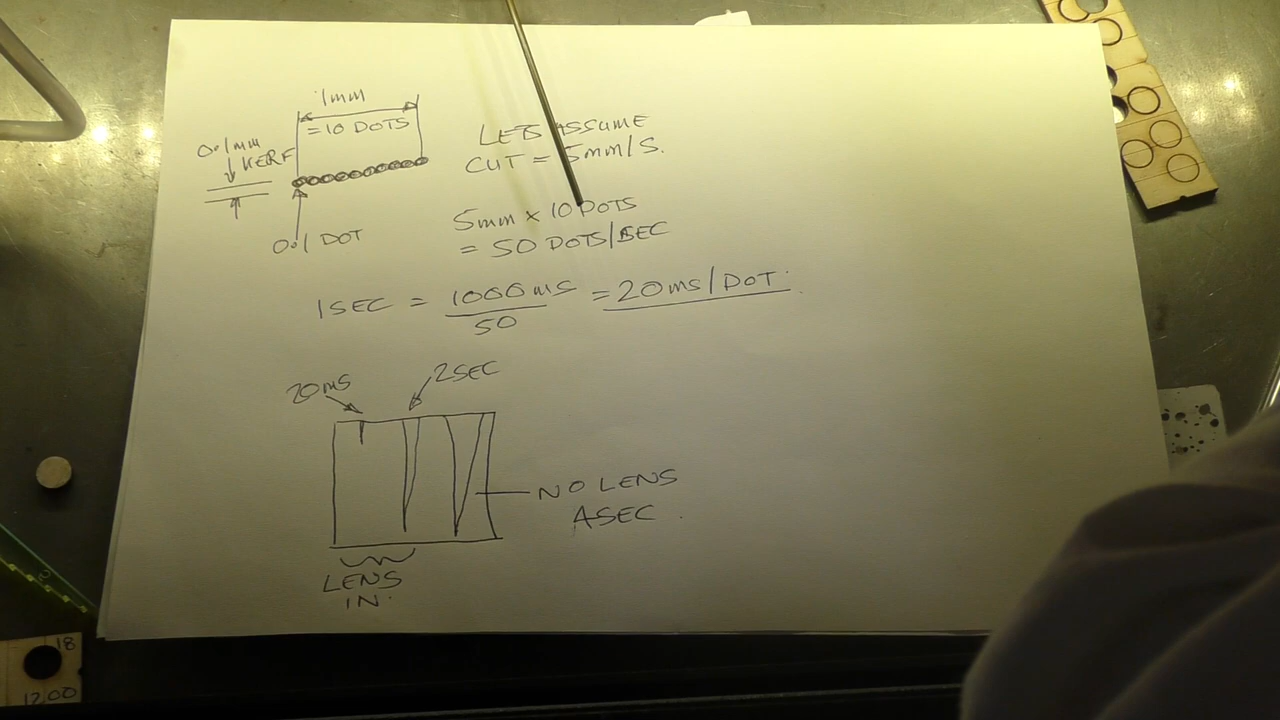 1mm
= 10 DOTS
0.1mm
KERF
0.1 DOT
LETS ASSUME
CUT = 5mm/S.
5mm × 10 DOTS
= 50 DOTS/SEC
1SEC = 1000ms = 20ms/DOT.
50
20ms
2SEC
NO LENS
4SEC.
LENS
IN.
18
12.00